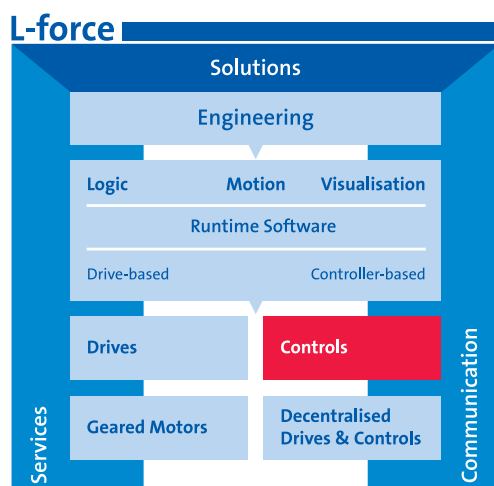 L-force
Solutions
Engineering
Logic Motion Visualisation
Runtime Software
Drive-based Controller-based
Drives Controls
Geared Motors
Decentralised
Drives & Controls
Services
Communication